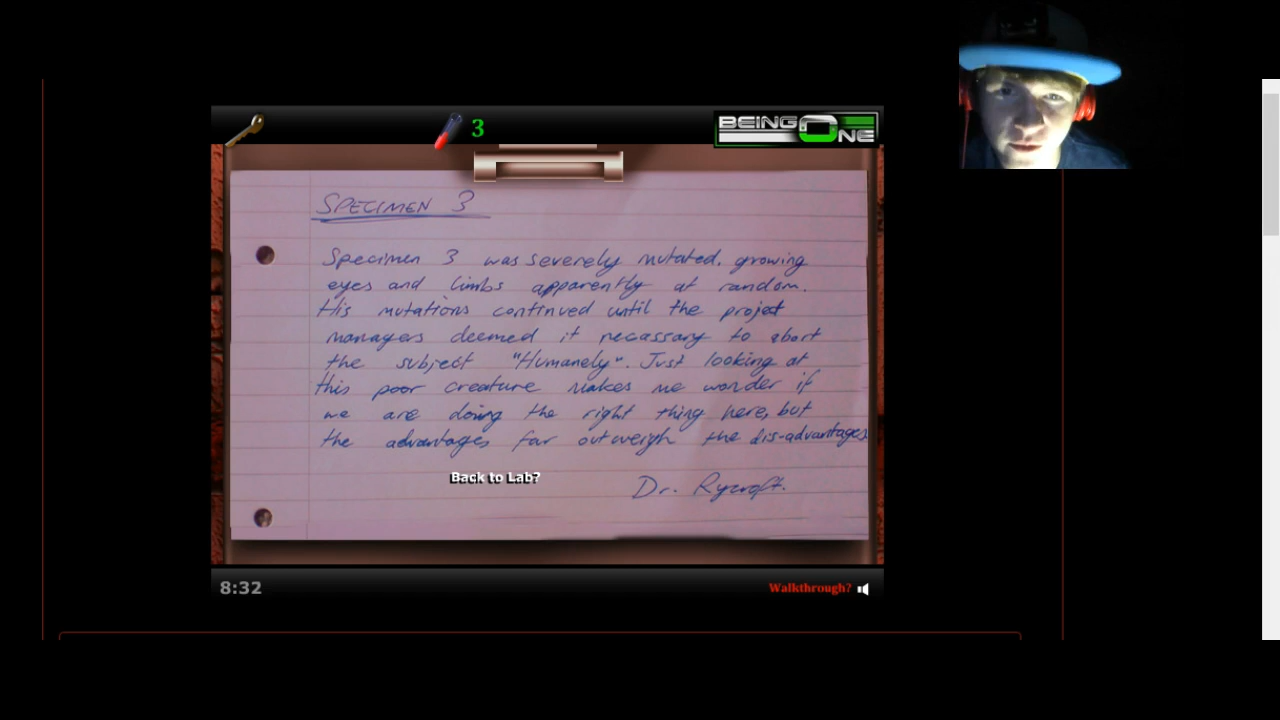 3
BEING ONE
SPECIMEN 3
Specimen 3 was severely mutated, growing
eyes and limbs apparently at random.
His mutations continued until the project
managers deemed it necassary to abort
the subject "Humanely". Just looking at
this poor creature makes me wonder if
we are doing the right thing here, but
the advantages far outweigh the dis-advantages.
Back to Lab?
Dr. Rycroft.
8:32
Walkthrough?